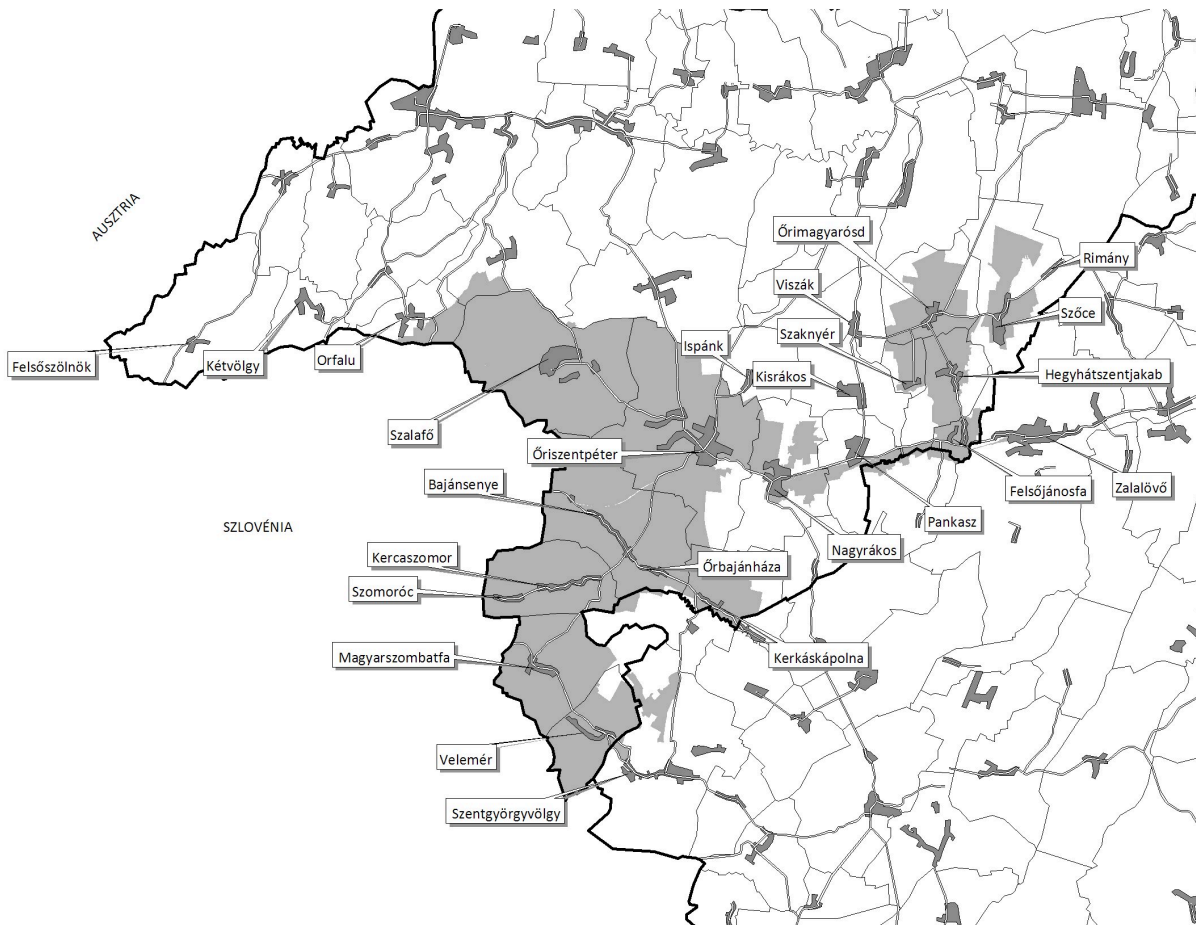 AUSZTRIA
Őrimagyarósd
Rimány
Viszák
Szőce
Szaknyér
Ispánk
Felsőszölnök
Kétvölgy
Orfalu
Kisrákos
Hegyhátszentjakab
Szalafő
Őriszentpéter
Bajánsenye
Felsőjánosfa
Zalalövő
SZLOVÉNIA
Pankasz
Nagyrákos
Kercaszomor
Őrbajánháza
Szomoróc
Magyarszombatfa
Kerkáskápolna
Velemér
Szentgyörgyvölgy